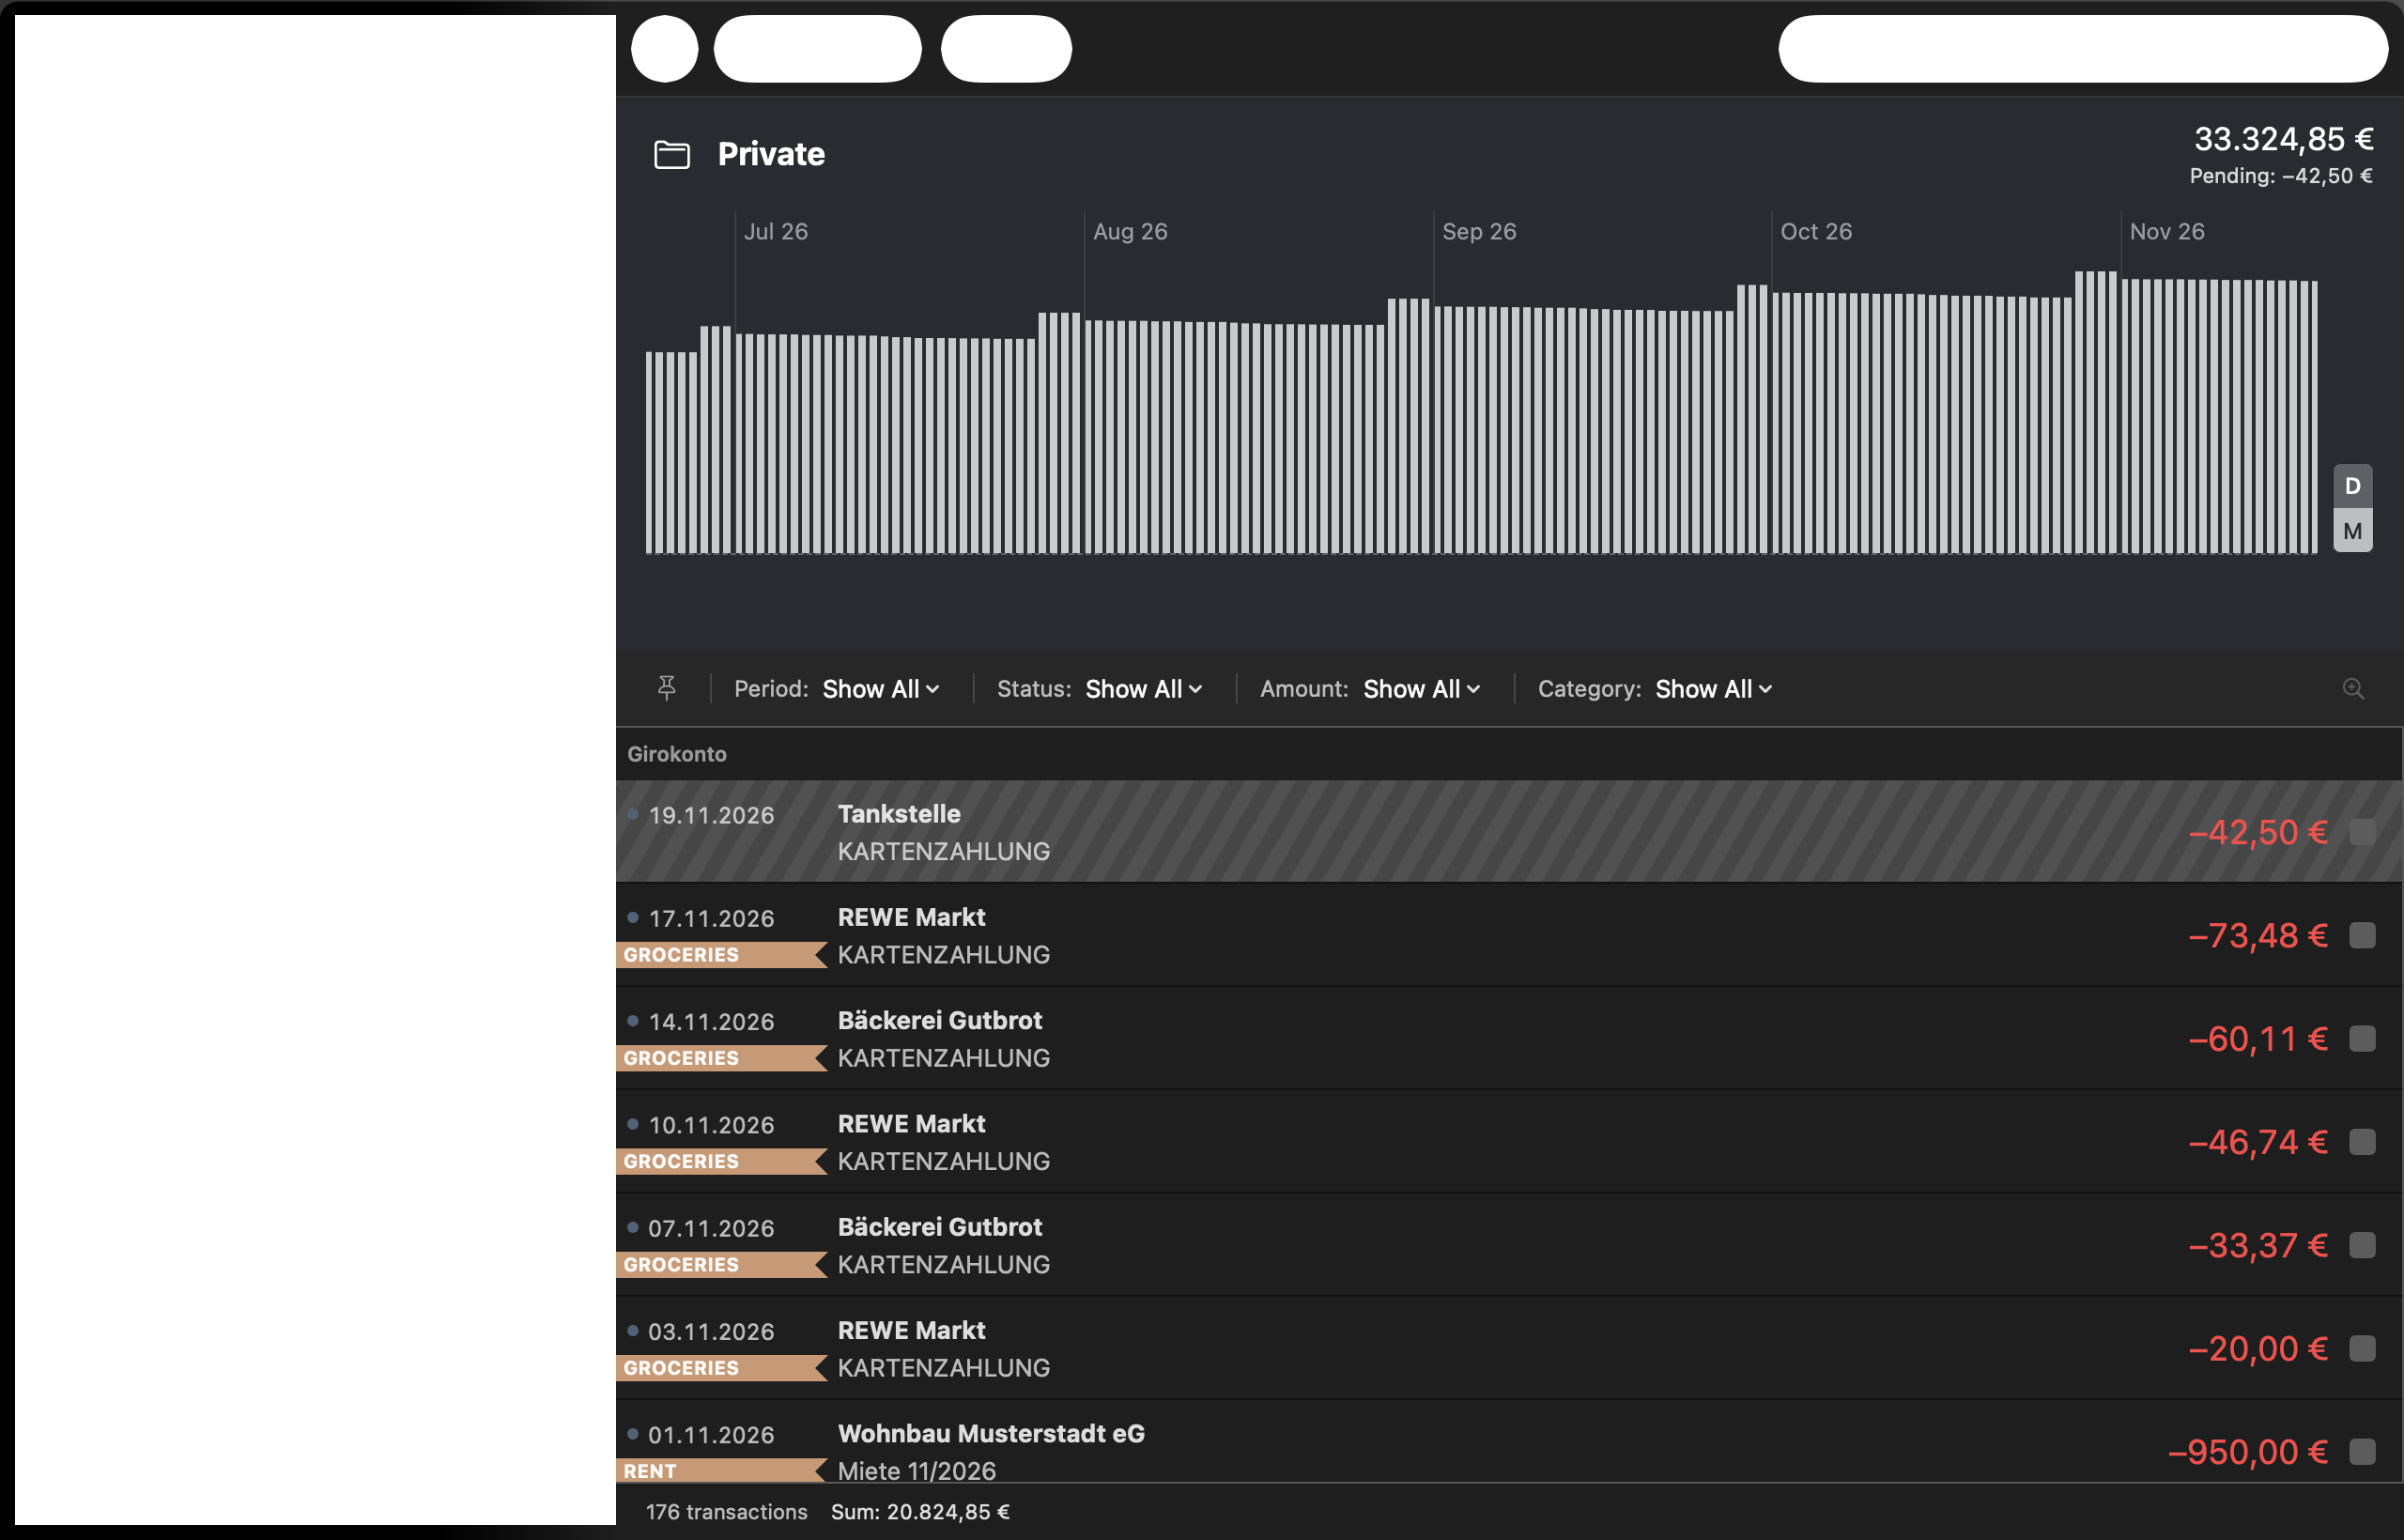 Private
33.324,85 €
Pending: –42,50 €
Jul 26 Aug 26 Sep 26 Oct 26 Nov 26
D
M
Period: Show All Status: Show All Amount: Show All Category: Show All
Girokonto
19.11.2026 Tankstelle
KARTENZAHLUNG
–42,50 €
17.11.2026 REWE Markt
GROCERIES KARTENZAHLUNG
–73,48 €
14.11.2026 Bäckerei Gutbrot
GROCERIES KARTENZAHLUNG
–60,11 €
10.11.2026 REWE Markt
GROCERIES KARTENZAHLUNG
–46,74 €
07.11.2026 Bäckerei Gutbrot
GROCERIES KARTENZAHLUNG
–33,37 €
03.11.2026 REWE Markt
GROCERIES KARTENZAHLUNG
–20,00 €
01.11.2026 Wohnbau Musterstadt eG
RENT Miete 11/2026
–950,00 €
176 transactions Sum: 20.824,85 €